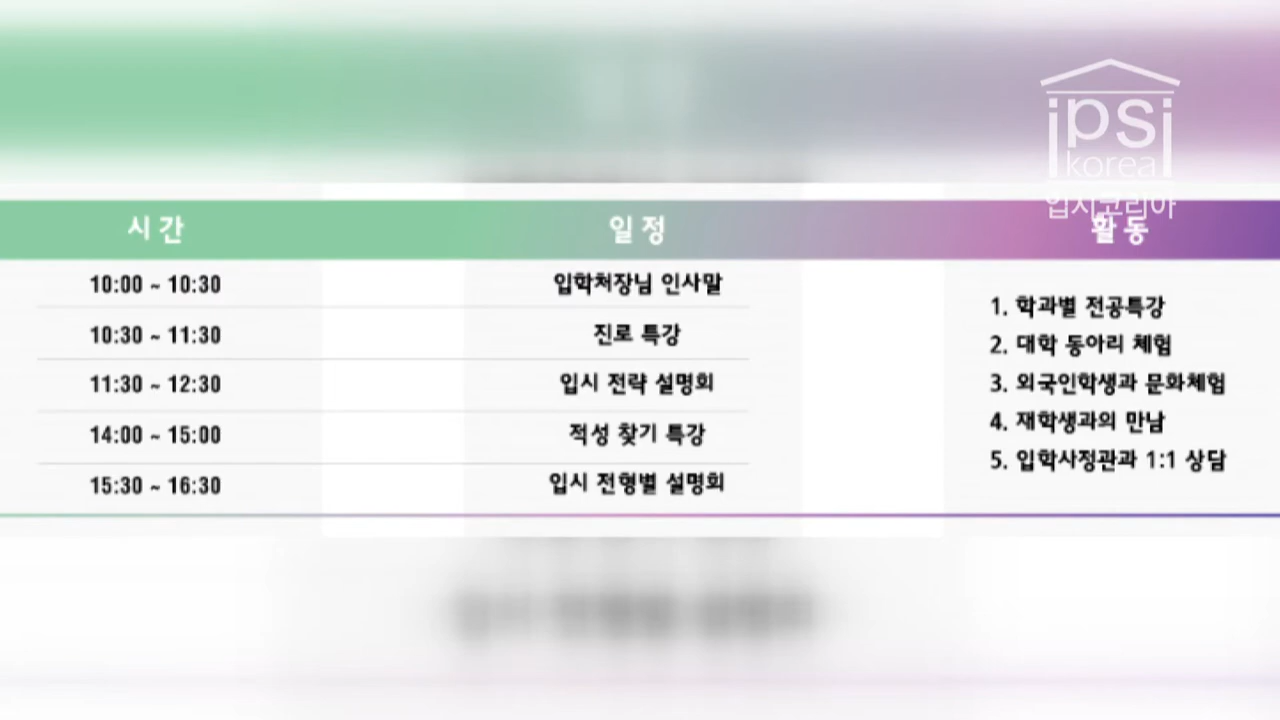 ipsi
korea
입시코리아
시간 일정 활동
10:00 ~ 10:30 입학처장님 인사말
10:30 ~ 11:30 진로 특강
11:30 ~ 12:30 입시 전략 설명회
14:00 ~ 15:00 적성 찾기 특강
15:30 ~ 16:30 입시 전형별 설명회
1. 학과별 전공특강
2. 대학 동아리 체험
3. 외국인학생과 문화체험
4. 재학생과의 만남
5. 입학사정관과 1:1 상담